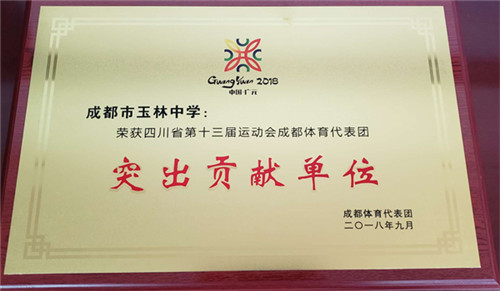 GuangYuan 2018
中国·广元
成都市玉林中学：
荣获四川省第十三届运动会成都体育代表团
突出贡献单位
成都体育代表团
二〇一八年九月